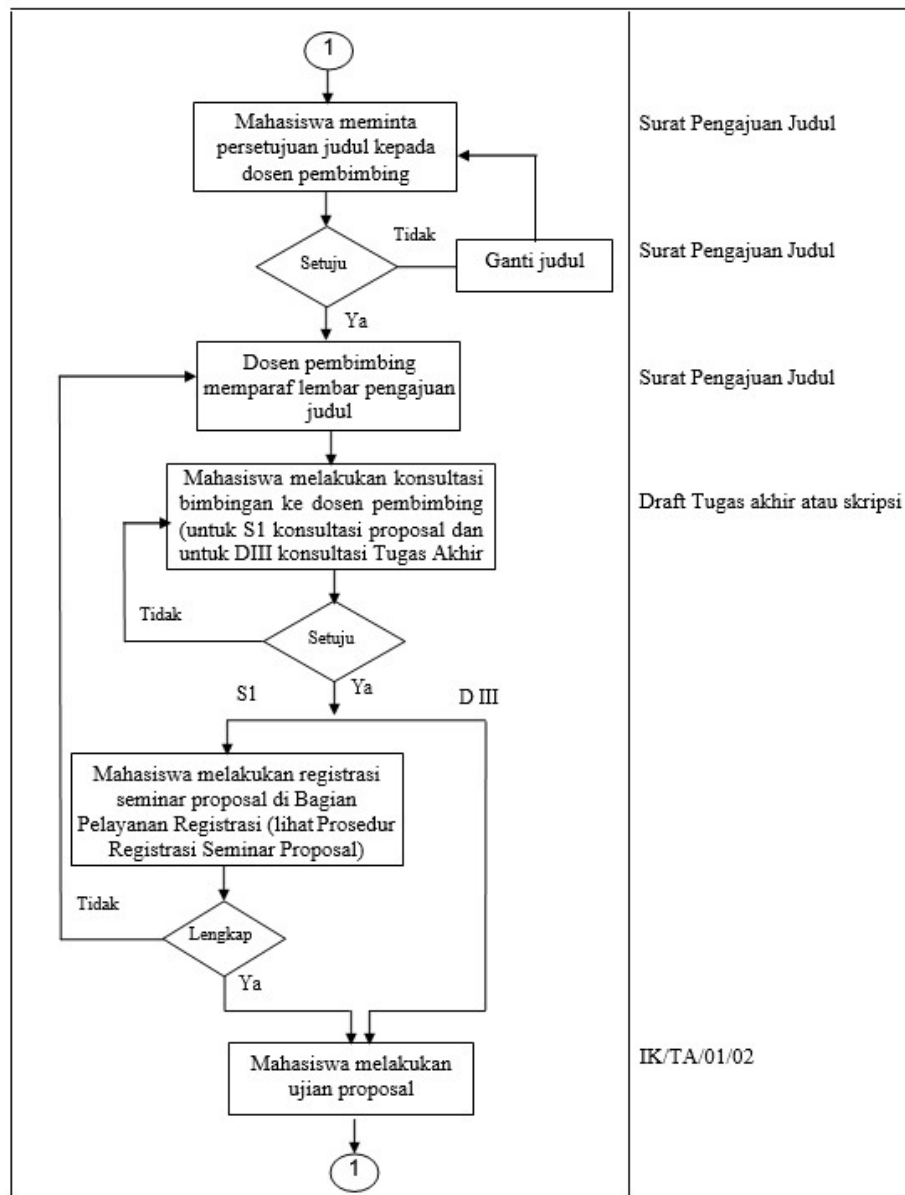 1
Mahasiswa meminta
persetujuan judul kepada
dosen pembimbing
Surat Pengajuan Judul
Tidak
Setuju
Ganti judul
Surat Pengajuan Judul
Ya
Dosen pembimbing
memparaf lembar pengajuan
judul
Surat Pengajuan Judul
Mahasiswa melakukan konsultasi
bimbingan ke dosen pembimbing
(untuk S1 konsultasi proposal dan
untuk DIII konsultasi Tugas Akhir
Draft Tugas akhir atau skripsi
Tidak
Setuju
S1
Ya
D III
Mahasiswa melakukan registrasi
seminar proposal di Bagian
Pelayanan Registrasi (lihat Prosedur
Registrasi Seminar Proposal)
Tidak
Lengkap
Ya
Mahasiswa melakukan
ujian proposal
IK/TA/01/02
1